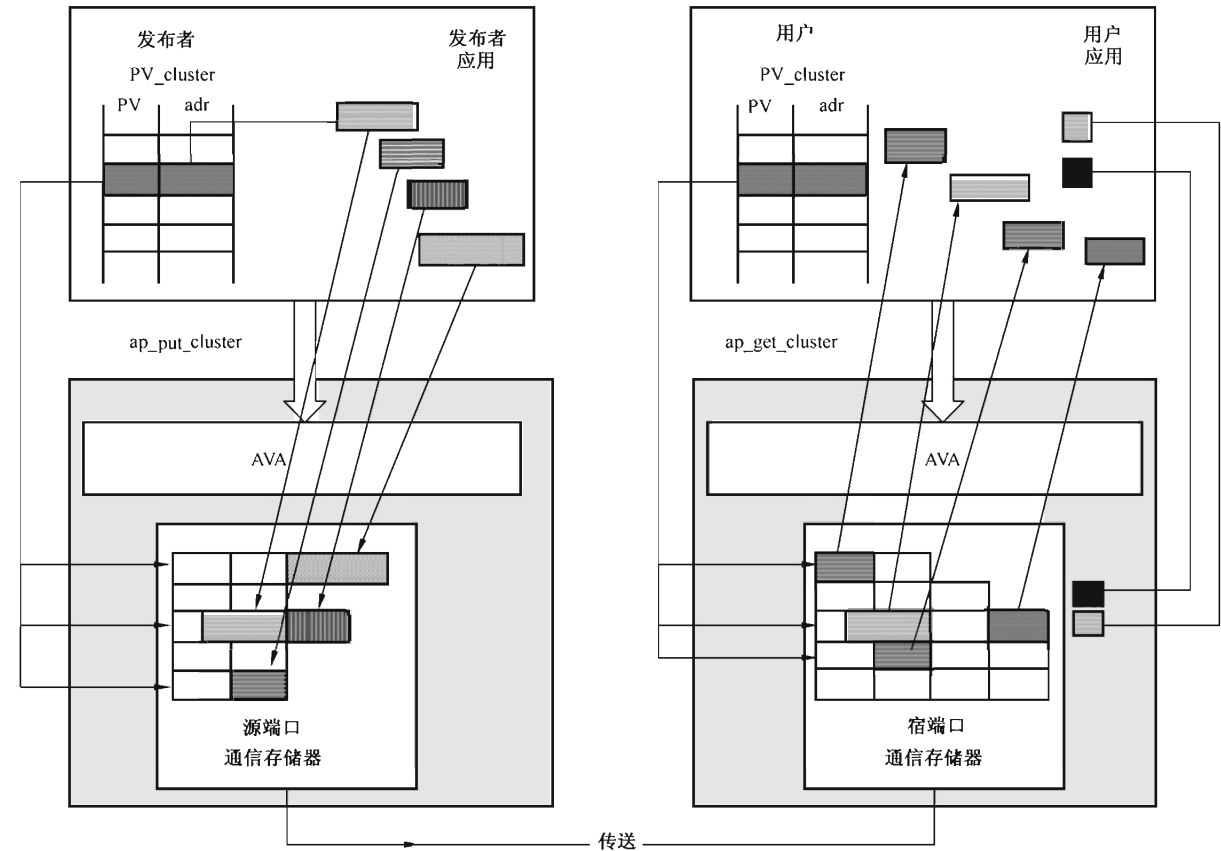 发布者
发布者
应用
PV_cluster
PV
adr
ap_put_cluster
AVA
源端口
通信存储器
用户
用户
应用
PV_cluster
PV
adr
ap_get_cluster
AVA
宿端口
通信存储器
传送